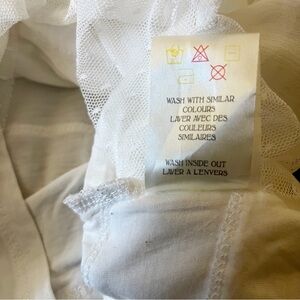 WASH WITH SIMILAR
COLOURS
LAVER AVEC DES
COULEURS
SIMILAIRES
WASH INSIDE OUT
LAVER A L'ENVERS